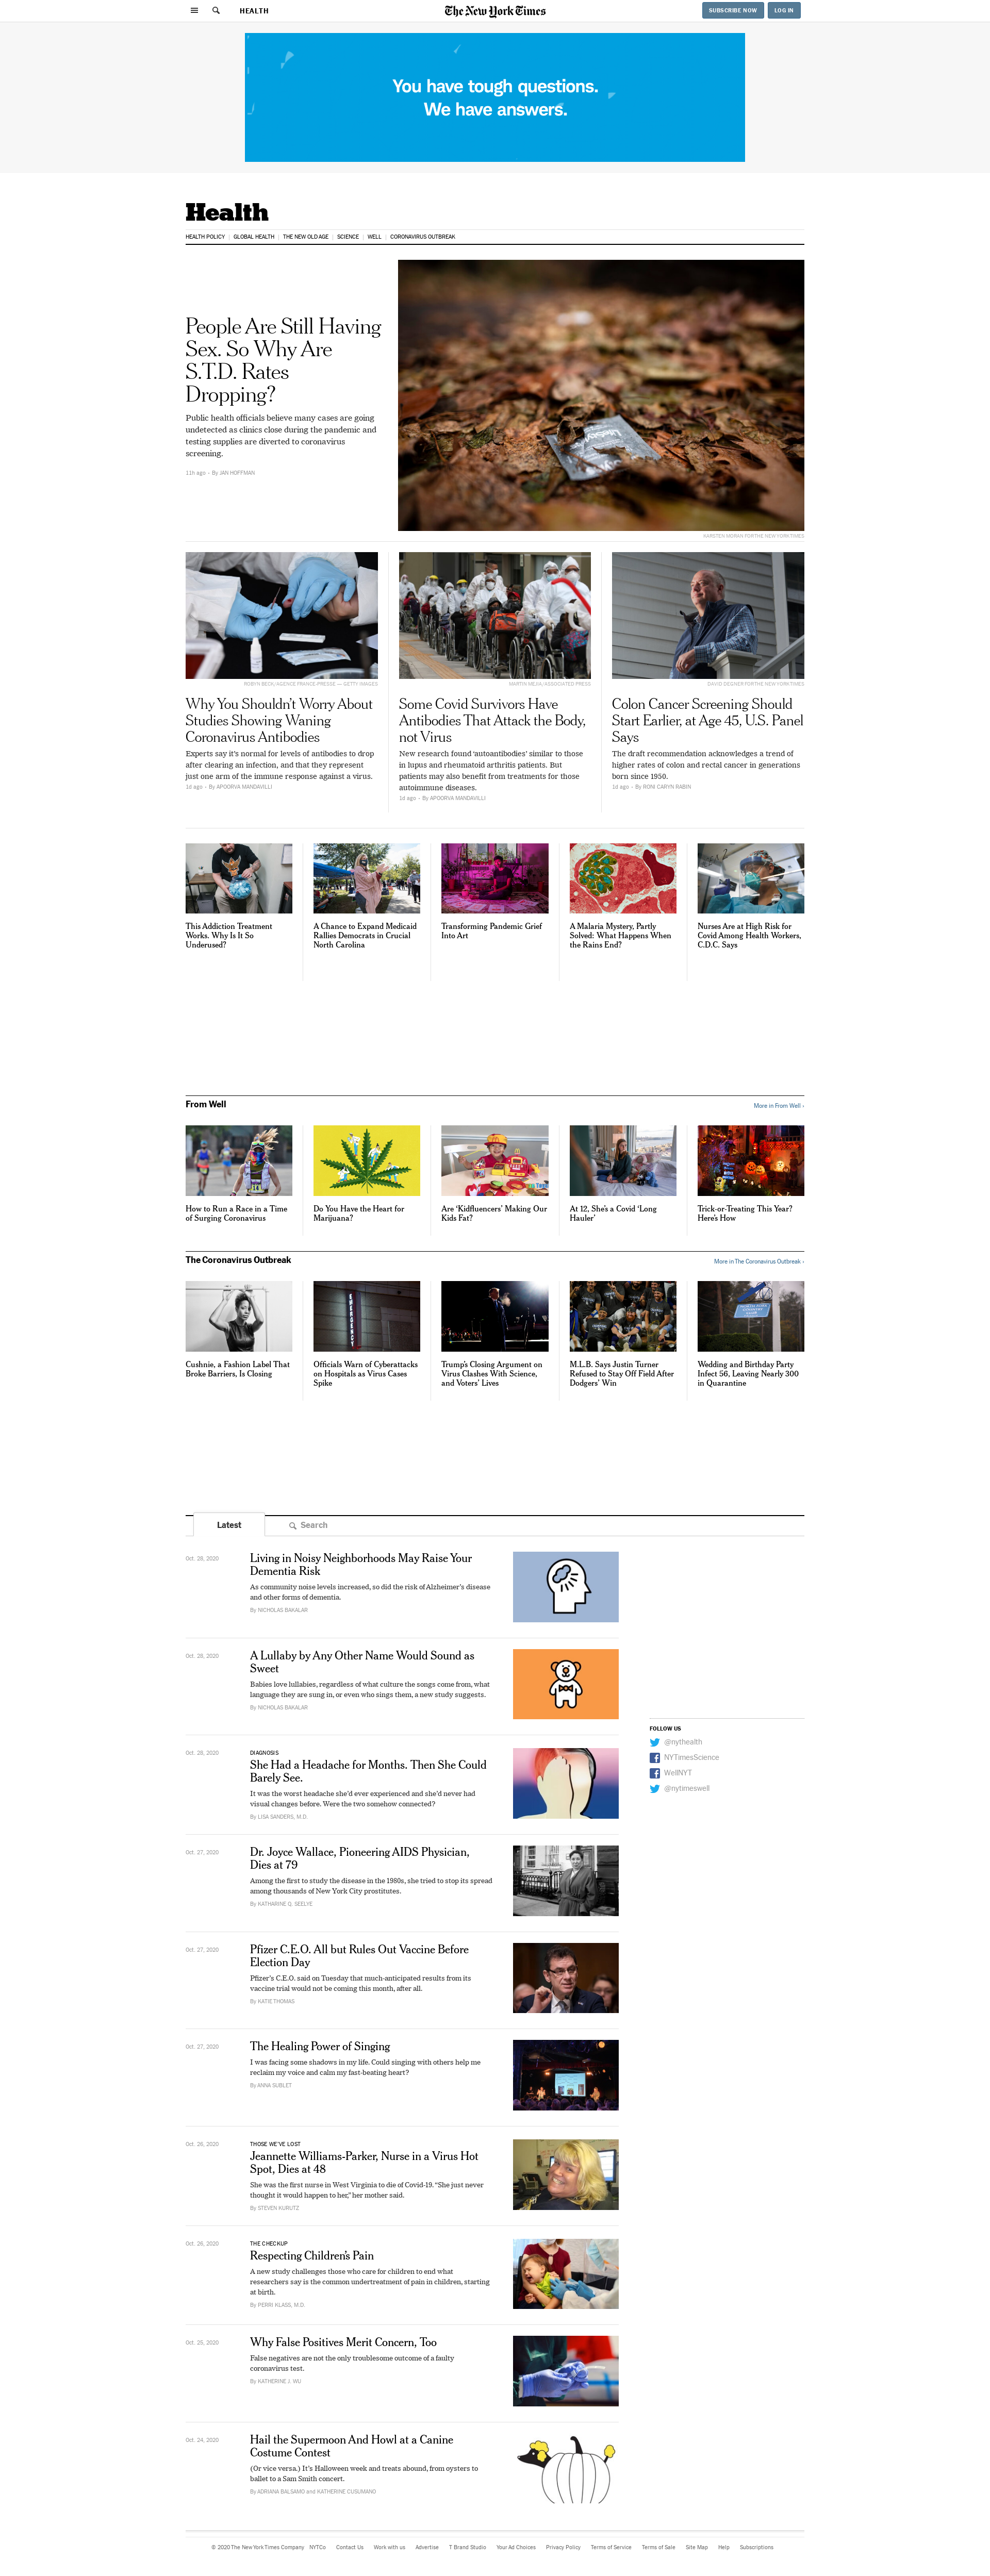 HEALTH
The New York Times
SUBSCRIBE NOW
LOG IN
You have tough questions.
We have answers.
Health
HEALTH POLICY
GLOBAL HEALTH
THE NEW OLD AGE
SCIENCE
WELL
CORONAVIRUS OUTBREAK
People Are Still Having
Sex. So Why Are
S.T.D. Rates
Dropping?
Public health officials believe many cases are going
undetected as clinics close during the pandemic and
testing supplies are diverted to coronavirus
screening.
11h ago - By JAN HOFFMAN
KARSTEN MORAN FOR THE NEW YORK TIMES
ROBYN BECK/AGENCE FRANCE-PRESSE — GETTY IMAGES
Why You Shouldn't Worry About
Studies Showing Waning
Coronavirus Antibodies
Experts say it's normal for levels of antibodies to drop
after clearing an infection, and that they represent
just one arm of the immune response against a virus.
1d ago - By APOORVA MANDAVILLI
MARTIN MEJIA/ASSOCIATED PRESS
Some Covid Survivors Have
Antibodies That Attack the Body,
not Virus
New research found 'autoantibodies' similar to those
in lupus and rheumatoid arthritis patients. But
patients may also benefit from treatments for those
autoimmune diseases.
1d ago - By APOORVA MANDAVILLI
DAVID DEGNER FOR THE NEW YORK TIMES
Colon Cancer Screening Should
Start Earlier, at Age 45, U.S. Panel
Says
The draft recommendation acknowledges a trend of
higher rates of colon and rectal cancer in generations
born since 1950.
1d ago - By RONI CARYN RABIN
This Addiction Treatment
Works. Why Is It So
Underused?
A Chance to Expand Medicaid
Rallies Democrats in Crucial
North Carolina
Transforming Pandemic Grief
Into Art
A Malaria Mystery, Partly
Solved: What Happens When
the Rains End?
Nurses Are at High Risk for
Covid Among Health Workers,
C.D.C. Says
From Well
More in From Well ›
How to Run a Race in a Time
of Surging Coronavirus
Do You Have the Heart for
Marijuana?
Are 'Kidfluencers' Making Our
Kids Fat?
At 12, She's a Covid 'Long
Hauler'
Trick-or-Treating This Year?
Here's How
The Coronavirus Outbreak
More in The Coronavirus Outbreak ›
EMERGENCY
Cushnie, a Fashion Label That
Broke Barriers, Is Closing
Officials Warn of Cyberattacks
on Hospitals as Virus Cases
Spike
Trump's Closing Argument on
Virus Clashes With Science,
and Voters' Lives
M.L.B. Says Justin Turner
Refused to Stay Off Field After
Dodgers' Win
Wedding and Birthday Party
Infect 56, Leaving Nearly 300
in Quarantine
Latest
Search
Oct. 28, 2020
Living in Noisy Neighborhoods May Raise Your
Dementia Risk
As community noise levels increased, so did the risk of Alzheimer's disease
and other forms of dementia.
By NICHOLAS BAKALAR
Oct. 28, 2020
A Lullaby by Any Other Name Would Sound as
Sweet
Babies love lullabies, regardless of what culture the songs come from, what
language they are sung in, or even who sings them, a new study suggests.
By NICHOLAS BAKALAR
FOLLOW US
@nythealth
NYTimesScience
WellNYT
@nytimeswell
Oct. 28, 2020
DIAGNOSIS
She Had a Headache for Months. Then She Could
Barely See.
It was the worst headache she'd ever experienced and she'd never had
visual changes before. Were the two somehow connected?
By LISA SANDERS, M.D.
Oct. 27, 2020
Dr. Joyce Wallace, Pioneering AIDS Physician,
Dies at 79
Among the first to study the disease in the 1980s, she tried to stop its spread
among thousands of New York City prostitutes.
By KATHARINE Q. SEELYE
Oct. 27, 2020
Pfizer C.E.O. All but Rules Out Vaccine Before
Election Day
Pfizer's C.E.O. said on Tuesday that much-anticipated results from its
vaccine trial would not be coming this month, after all.
By KATIE THOMAS
Oct. 27, 2020
The Healing Power of Singing
I was facing some shadows in my life. Could singing with others help me
reclaim my voice and calm my fast-beating heart?
By ANNA SUBLET
Oct. 26, 2020
THOSE WE'VE LOST
Jeannette Williams-Parker, Nurse in a Virus Hot
Spot, Dies at 48
She was the first nurse in West Virginia to die of Covid-19. "She just never
thought it would happen to her," her mother said.
By STEVEN KURUTZ
Oct. 26, 2020
THE CHECKUP
Respecting Children's Pain
A new study challenges those who care for children to end what
researchers say is the common undertreatment of pain in children, starting
at birth.
By PERRI KLASS, M.D.
Oct. 25, 2020
Why False Positives Merit Concern, Too
False negatives are not the only troublesome outcome of a faulty
coronavirus test.
By KATHERINE J. WU
Oct. 24, 2020
Hail the Supermoon And Howl at a Canine
Costume Contest
(Or vice versa.) It's Halloween week and treats abound, from oysters to
ballet to a Sam Smith concert.
By ADRIANA BALSAMO and KATHERINE CUSUMANO
© 2020 The New York Times Company
NYTCo
Contact Us
Work with us
Advertise
T Brand Studio
Your Ad Choices
Privacy Policy
Terms of Service
Terms of Sale
Site Map
Help
Subscriptions